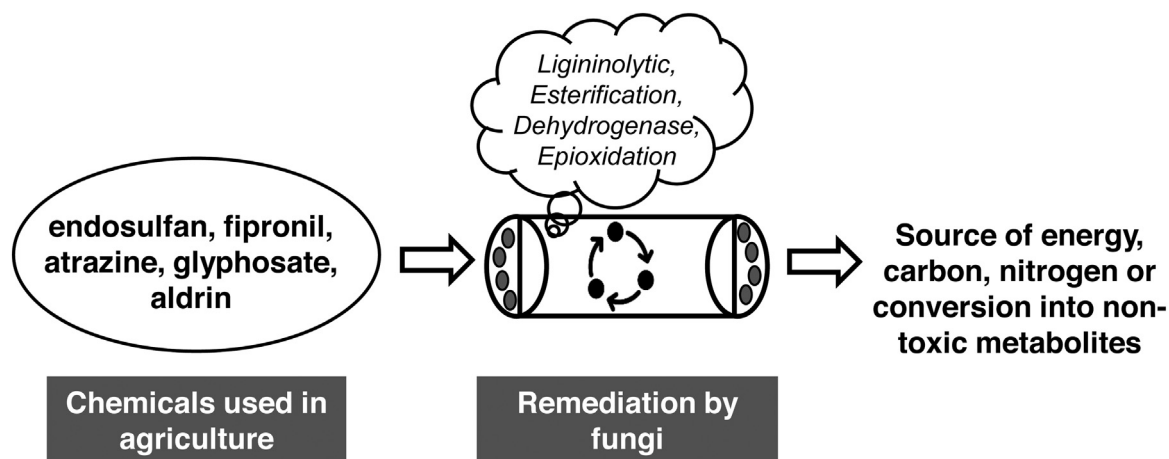 Ligininolytic,
Esterification,
Dehydrogenase,
Epioxidation
endosulfan, fipronil,
atrazine, glyphosate,
aldrin
Source of energy,
carbon, nitrogen or
conversion into non-
toxic metabolites
Chemicals used in
agriculture
Remediation by
fungi